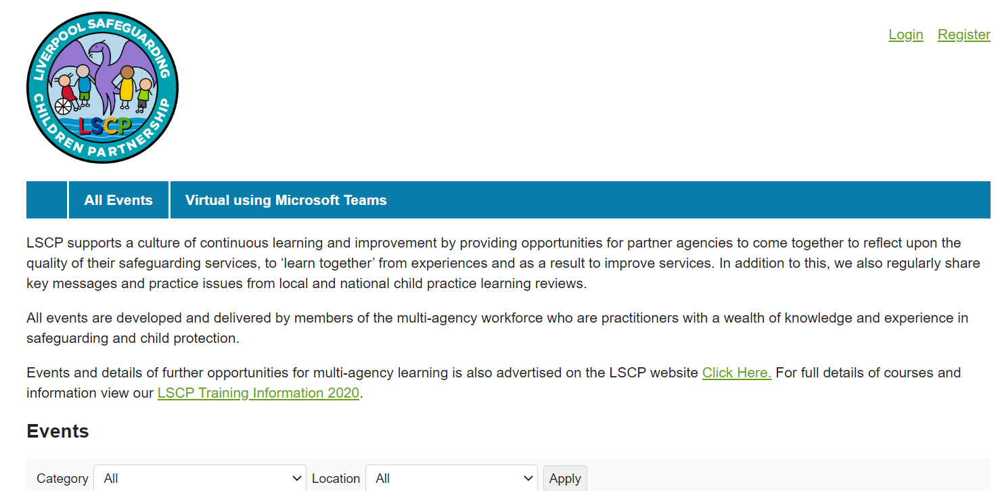 LIVERPOOL SAFEGUARDING
CHILDREN PARTNERSHIP
LSCP
Login Register
All Events Virtual using Microsoft Teams
LSCP supports a culture of continuous learning and improvement by providing opportunities for partner agencies to come together to reflect upon the
quality of their safeguarding services, to ‘learn together’ from experiences and as a result to improve services. In addition to this, we also regularly share
key messages and practice issues from local and national child practice learning reviews.
All events are developed and delivered by members of the multi-agency workforce who are practitioners with a wealth of knowledge and experience in
safeguarding and child protection.
Events and details of further opportunities for multi-agency learning is also advertised on the LSCP website Click Here. For full details of courses and
information view our LSCP Training Information 2020.
Events
Category All Location All Apply